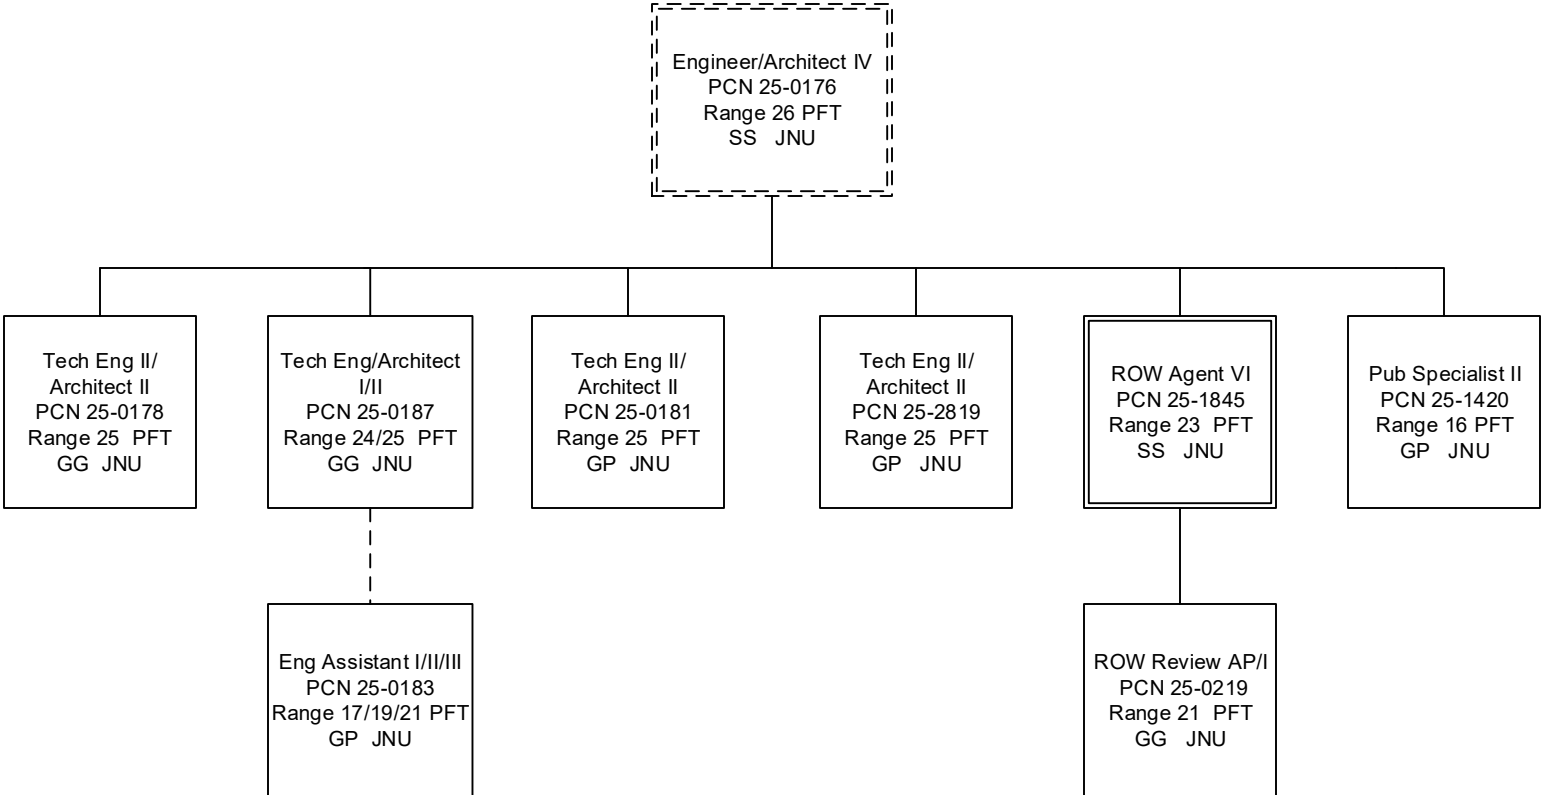 Engineer/Architect IV
PCN 25-0176
Range 26 PFT
SS JNU
Tech Eng II/
Architect II
PCN 25-0178
Range 25 PFT
GG JNU
Tech Eng/Architect
I/II
PCN 25-0187
Range 24/25 PFT
GG JNU
Tech Eng II/
Architect II
PCN 25-0181
Range 25 PFT
GP JNU
Tech Eng II/
Architect II
PCN 25-2819
Range 25 PFT
GP JNU
ROW Agent VI
PCN 25-1845
Range 23 PFT
SS JNU
Pub Specialist II
PCN 25-1420
Range 16 PFT
GP JNU
Eng Assistant I/II/III
PCN 25-0183
Range 17/19/21 PFT
GP JNU
ROW Review AP/I
PCN 25-0219
Range 21 PFT
GG JNU